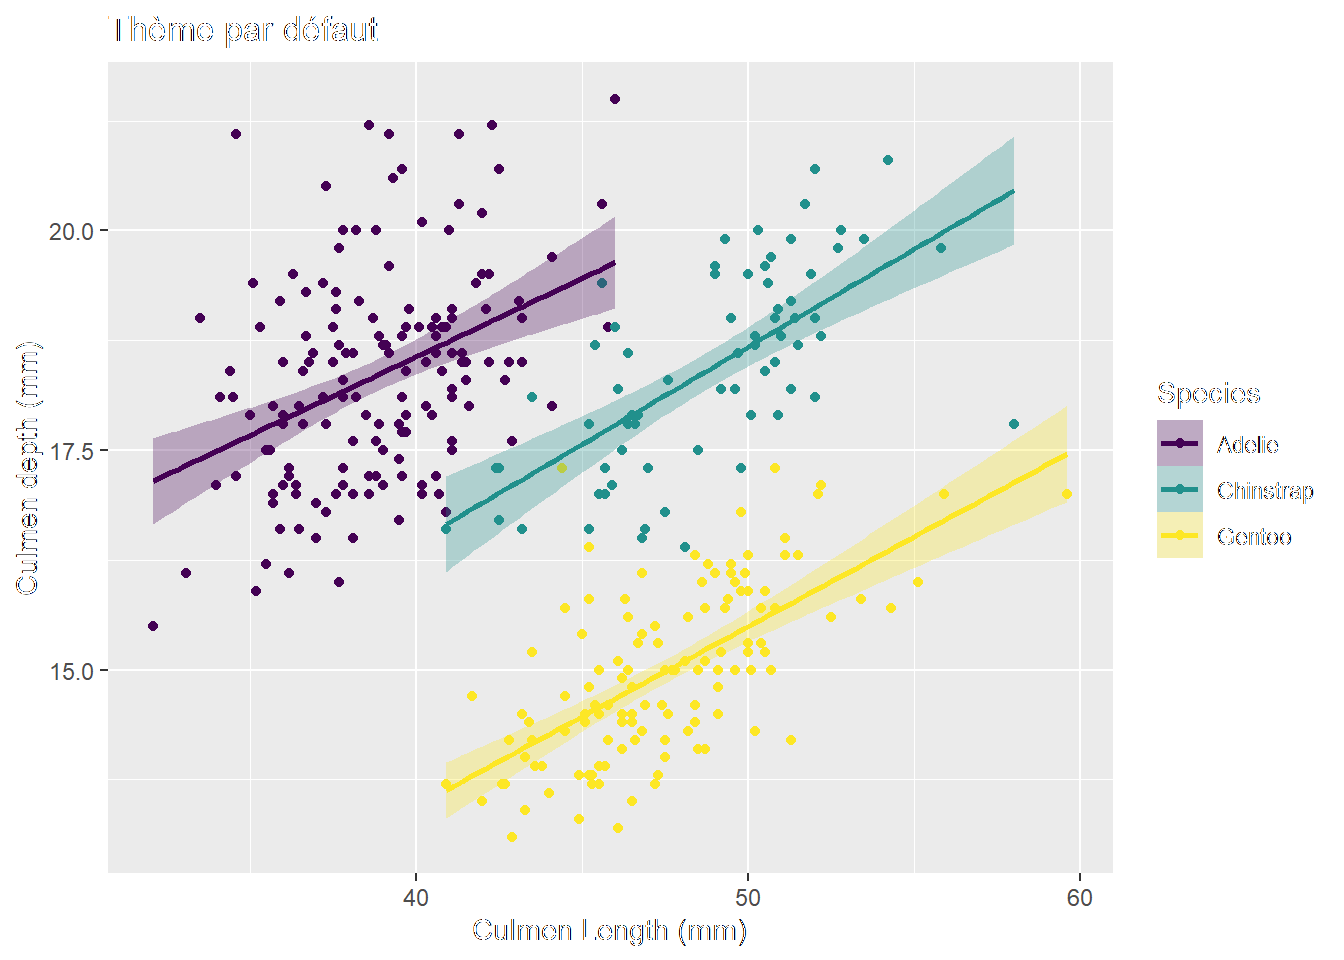 Thème par défaut
Culmen depth (mm)
20.0
17.5
15.0
40
50
60
Culmen Length (mm)
Species
Adelie
Chinstrap
Gentoo